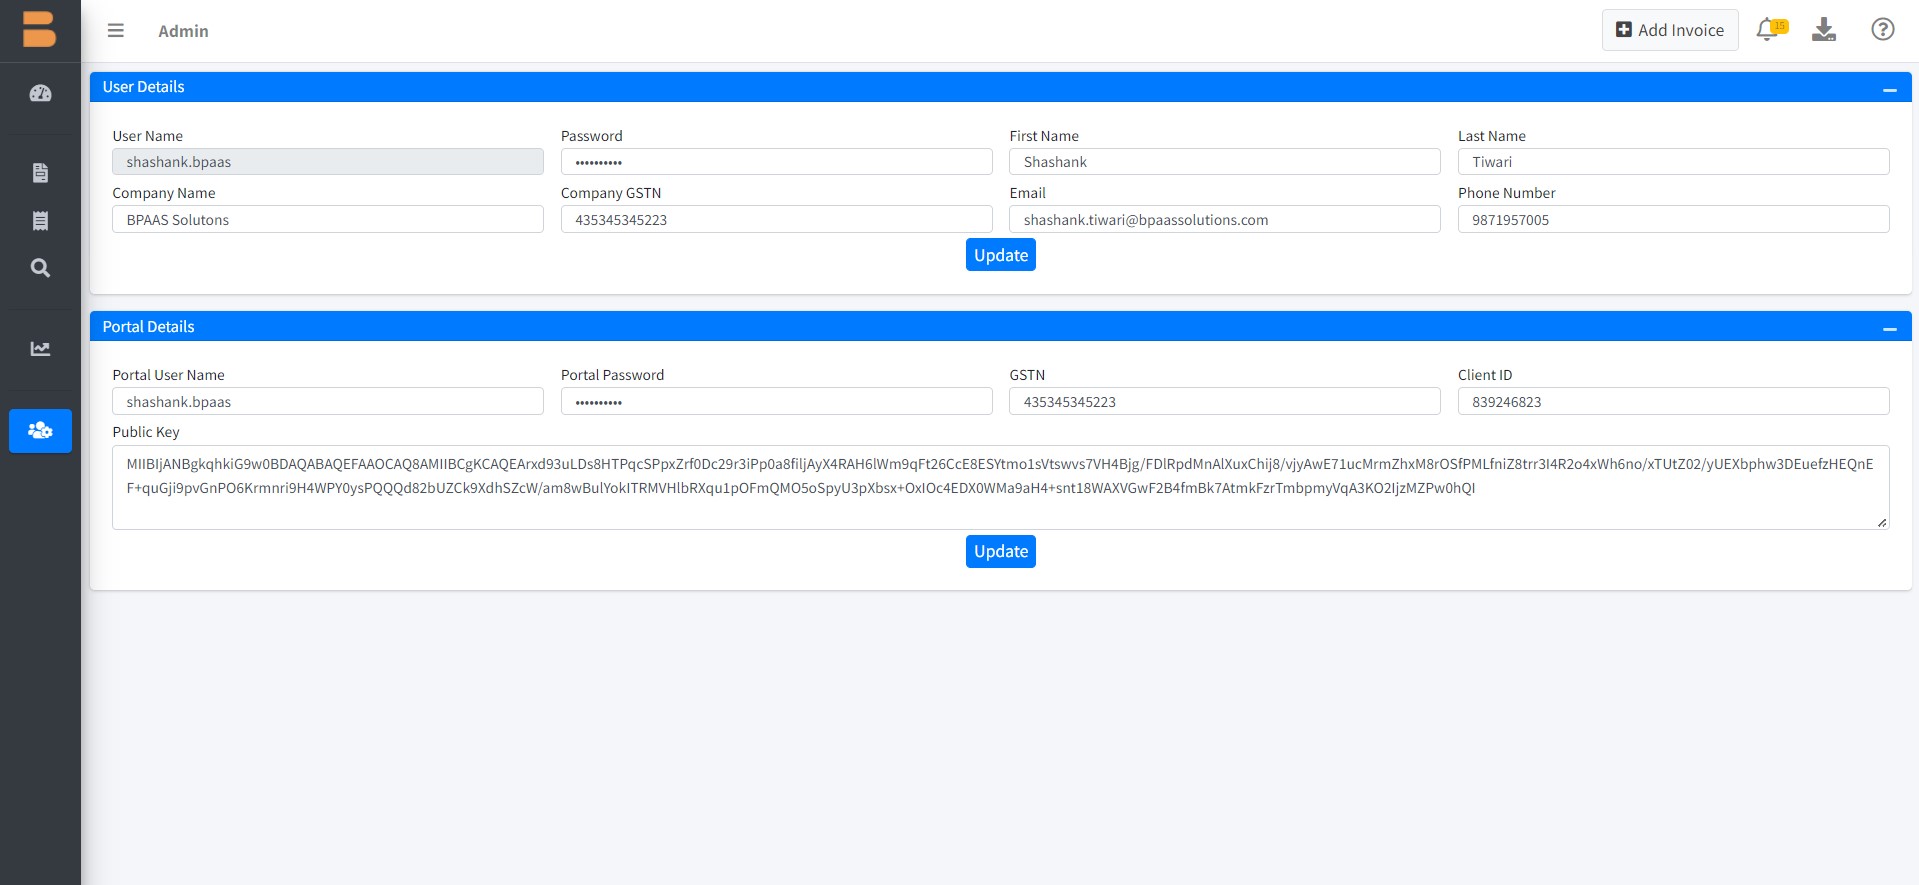 Admin
Add Invoice
15
User Details
User Name
Password
First Name
Last Name
shashank.bpaas
••••••••••
Shashank
Tiwari
Company Name
Company GSTN
Email
Phone Number
BPAAS Solutons
435345345223
shashank.tiwari@bpaassolutions.com
9871957005
Update
Portal Details
Portal User Name
Portal Password
GSTN
Client ID
shashank.bpaas
••••••••••
435345345223
839246823
Public Key
MIIBIjANBgkqhkiG9w0BDAQABAQEFAAOCAQ8AMIIBCgKCAQEArxd93uLDs8HTPqcSPpxZrf0Dc29r3iPp0a8filjAyX4RAH6lWm9qFt26CcE8ESYtmo1sVtswvs7VH4Bjg/FDlRpdMnAlXuxChij8/vjyAwE71ucMrmZhxM8rOSfPMLfniZ8trr3I4R2o4xWh6no/xTUtZ02/yUEXbphw3DEuefzHEQnE
F+quGji9pvGnPO6Krmnri9H4WPY0ysPQQQd82bUZCk9XdhSZcW/am8wBulYokITRMVHlbRXqu1pOFmQMO5oSpyU3pXbsx+OxIOc4EDX0WMa9aH4+snt18WAXVGwF2B4fmBk7AtmkFzrTmbpmyVqA3KO2IjzMZPw0hQI
Update